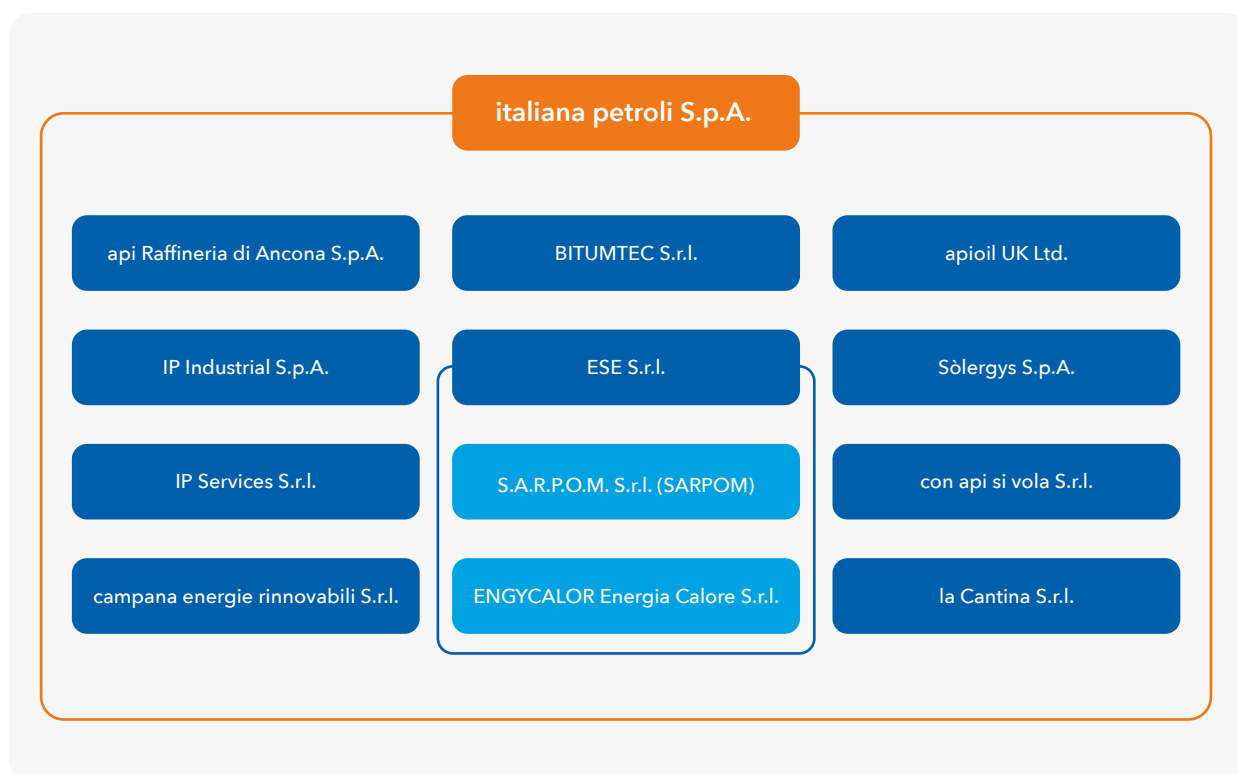 italiana petroli S.p.A.
api Raffineria di Ancona S.p.A.
BITUMTEC S.r.l.
apioil UK Ltd.
IP Industrial S.p.A.
ESE S.r.l.
Sòlergys S.p.A.
IP Services S.r.l.
S.A.R.P.O.M. S.r.l. (SARPOM)
con api si vola S.r.l.
campana energie rinnovabili S.r.l.
ENGYCALOR Energia Calore S.r.l.
la Cantina S.r.l.